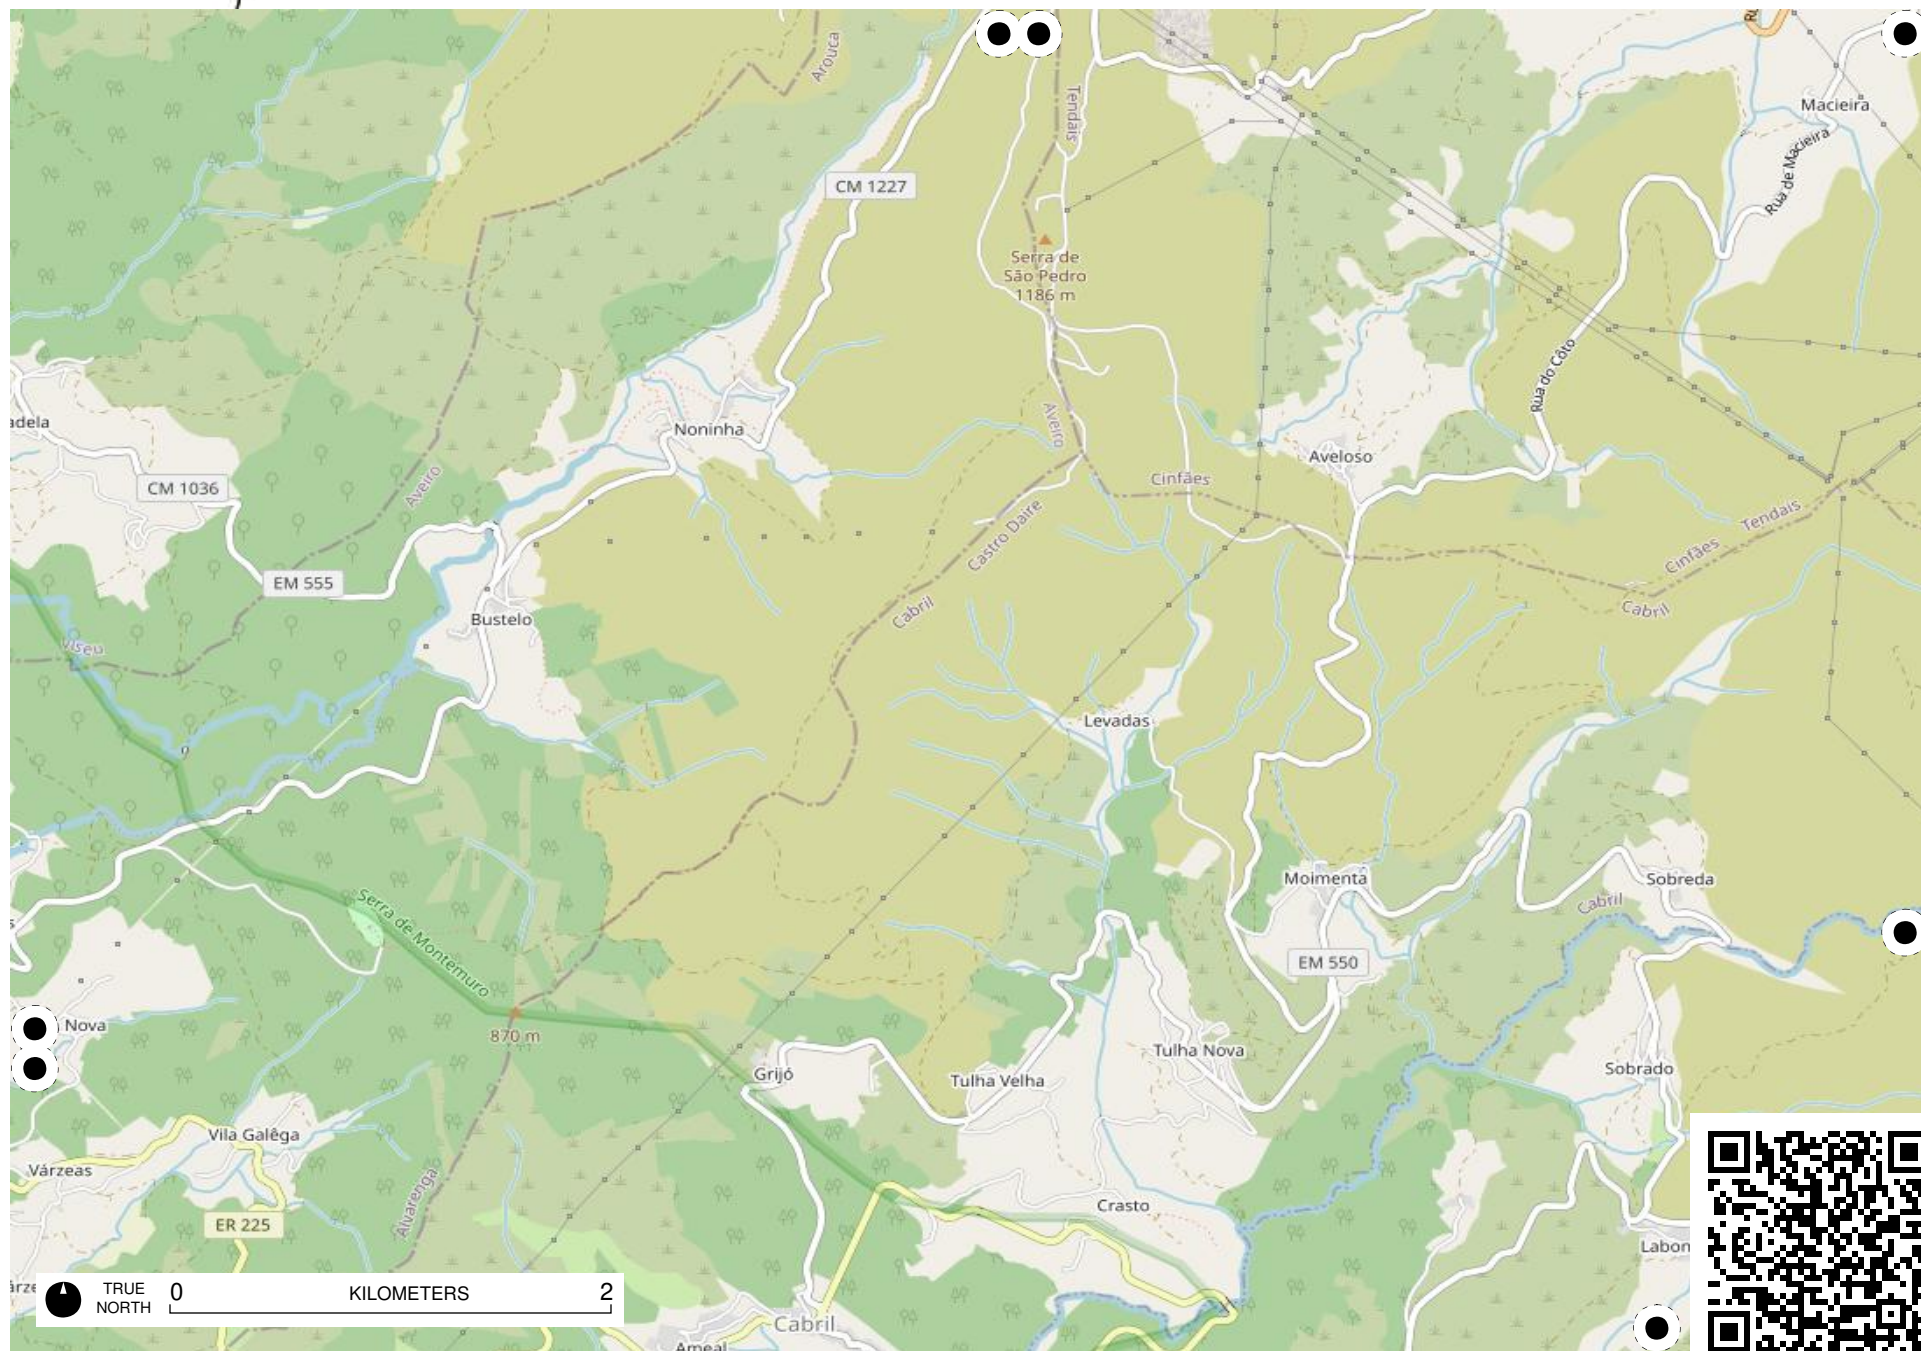 Arouca
Tendais
Macieira
Rua de Macieira
CM 1227
Serra de
São Pedro
1186 m
Rua do Côto
adela
Noninha
Aveiro
Aveloso
CM 1036
Aveiro
Cinfães
Castro Daire
Tendais
Cinfães
EM 555
Cabril
Cabril
Bustelo
Viseu
Levadas
Moimenta
Sobreda
Cabril
Serra de Montemuro
EM 550
Nova
870 m
Tulha Nova
Grijó
Tulha Velha
Sobrado
Vila Galêga
Várzeas
Alvarenga
Crasto
ER 225
Labon
TRUE
NORTH
0
KILOMETERS
2
Cabril
Ameal